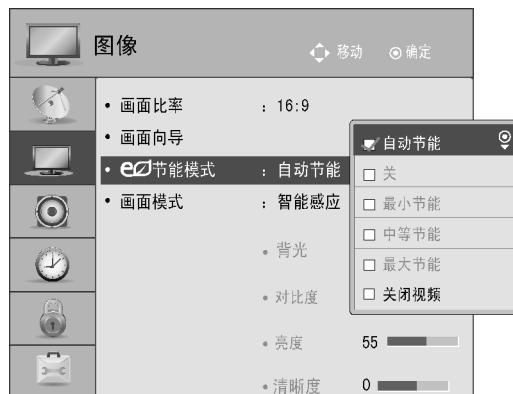 图像
移动 确定
画面比率 : 16:9
画面向导
e节能模式 : 自动节能
画面模式 : 智能感应
背光
对比度
亮度 55
清晰度 0
自动节能
关
最小节能
中等节能
最大节能
关闭视频